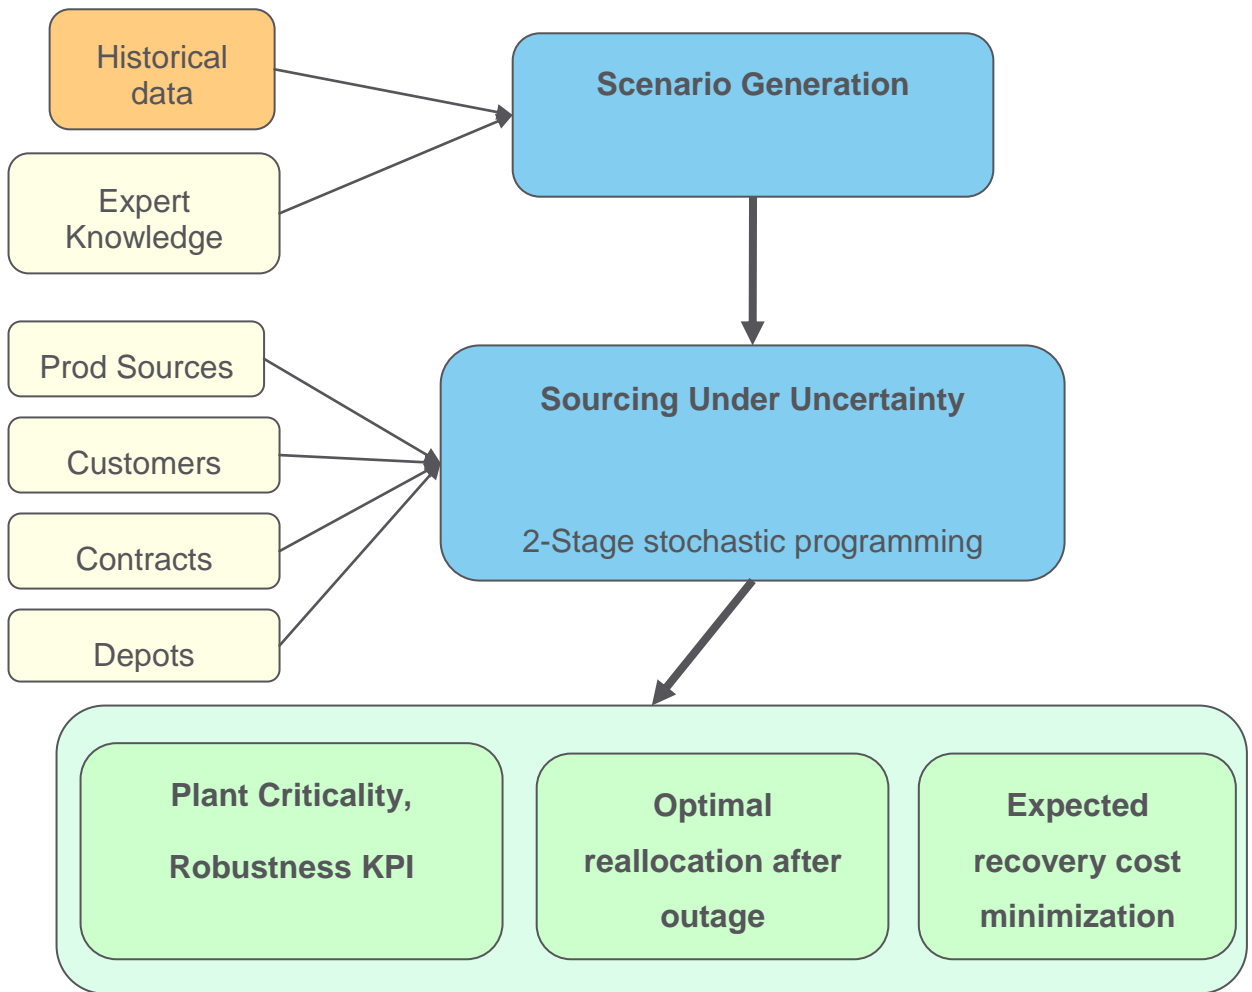 Historical
data
Scenario Generation
Expert
Knowledge
Prod Sources
Customers
Contracts
Depots
Sourcing Under Uncertainty
2-Stage stochastic programming
Plant Criticality,
Robustness KPI
Optimal
reallocation after
outage
Expected
recovery cost
minimization